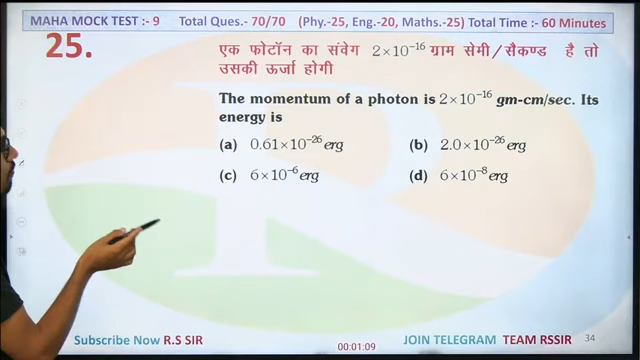 MAHA MOCK TEST :- 9 Total Ques.- 70/70 (Phy.-25, Eng.-20, Maths.-25) Total Time :- 60 Minutes
25.
एक फोटॉन का संवेग 2×10⁻¹⁶ ग्राम सेमी/सैकण्ड है तो
उसकी ऊर्जा होगी
The momentum of a photon is 2×10⁻¹⁶ gm-cm/sec. Its
energy is
(a) 0.61×10⁻²⁶ erg (b) 2.0×10⁻²⁶ erg
(c) 6×10⁻⁶ erg (d) 6×10⁻⁸ erg
Subscribe Now R.S SIR 00:01:09 JOIN TELEGRAM TEAM RSSIR 34